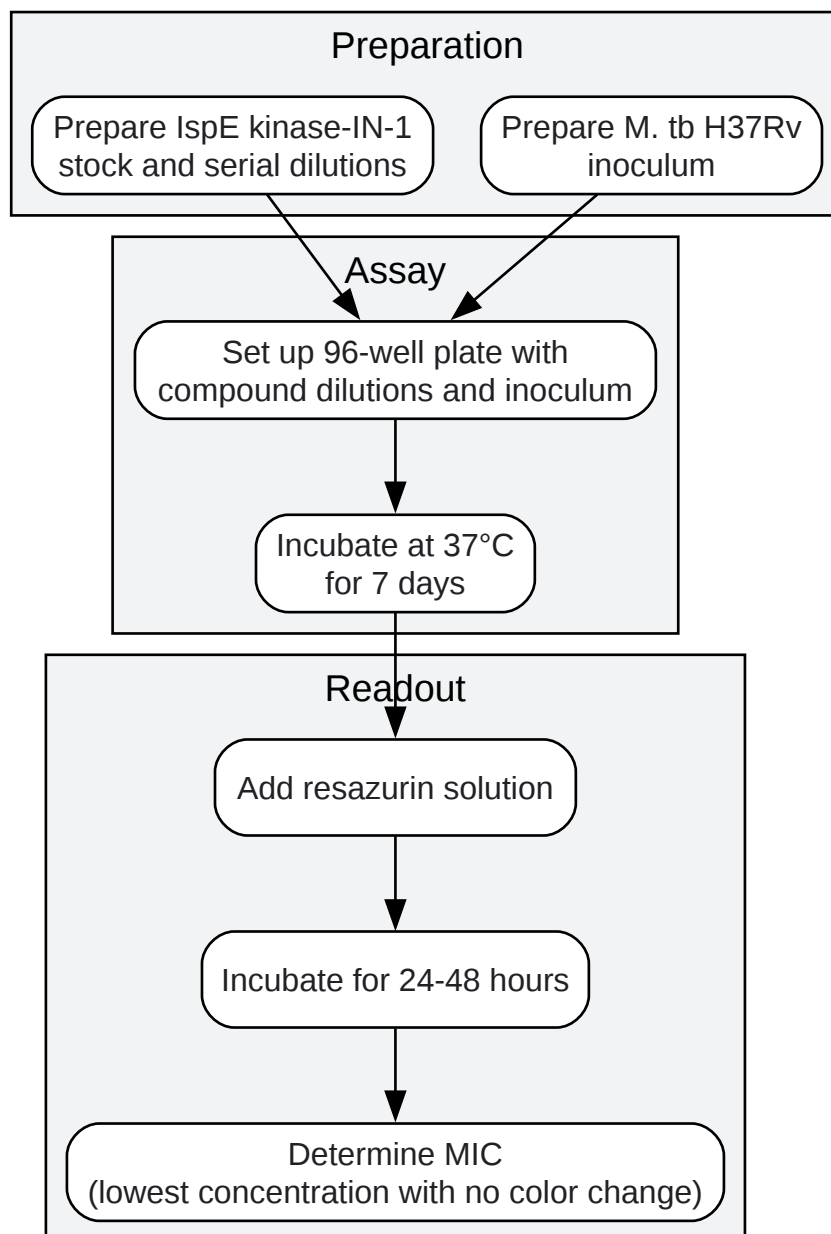 Preparation
Prepare IspE kinase-IN-1
stock and serial dilutions
Prepare M. tb H37Rv
inoculum
Assay
Set up 96-well plate with
compound dilutions and inoculum
Incubate at 37°C
for 7 days
Readout
Add resazurin solution
Incubate for 24-48 hours
Determine MIC
(lowest concentration with no color change)